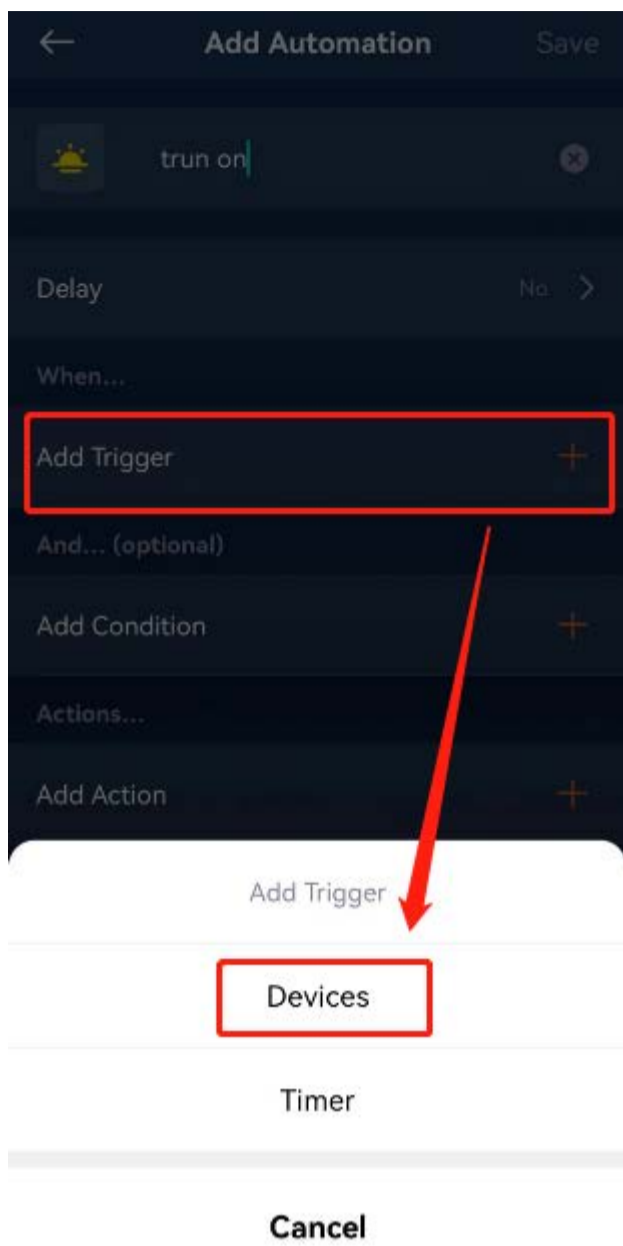 Add Automation Save
trun on
Delay No
When...
Add Trigger
And... (optional)
Add Condition
Actions...
Add Action
Add Trigger
Devices
Timer
Cancel